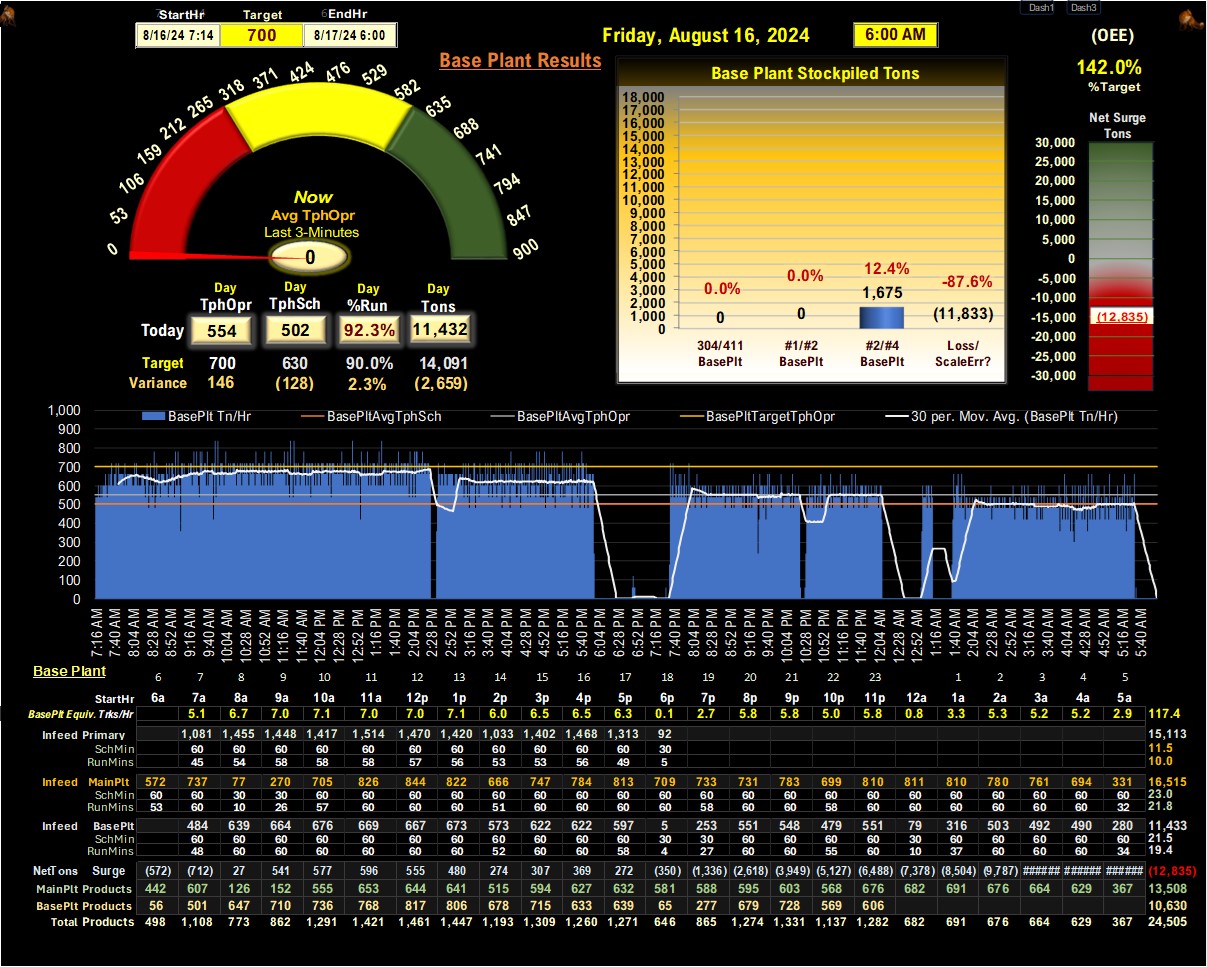 StartHr Target EndHr
8/16/24 7:14 700 8/17/24 6:00
Base Plant Results
Friday, August 16, 2024 6:00 AM
Dash1 Dash3
(OEE)
142.0%
%Target
Net Surge
Tons
30,000
25,000
20,000
15,000
10,000
5,000
0
-5,000
-10,000
-15,000
-20,000
-25,000
-30,000
(12,835)
0 53 106 159 212 265 318 371 424 476 529 582 635 688 741 794 847 900
Now
Avg TphOpr
Last 3-Minutes
0
Day Day Day Day
TphOpr TphSch %Run Tons
Today 554 502 92.3% 11,432
Target 700 630 90.0% 14,091
Variance 146 (128) 2.3% (2,659)
Base Plant Stockpiled Tons
18,000
17,000
16,000
15,000
14,000
13,000
12,000
11,000
10,000
9,000
8,000
7,000
6,000
5,000
4,000
3,000
2,000
1,000
0
0.0% 0.0% 12.4% -87.6%
0 0 1,675 (11,833)
304/411 #1/#2 #2/#4 Loss/
BasePlt BasePlt BasePlt ScaleErr?
BasePlt Tn/Hr BasePltAvgTphSch BasePltAvgTphOpr BasePltTargetTphOpr 30 per. Mov. Avg. (BasePlt Tn/Hr)
1,000
900
800
700
600
500
400
300
200
100
0
7:16 AM 7:40 AM 8:04 AM 8:28 AM 8:52 AM 9:16 AM 9:40 AM 10:04 AM 10:28 AM 10:52 AM 11:16 AM 11:40 AM 12:04 PM 12:28 PM 12:52 PM 1:16 PM 1:40 PM 2:04 PM 2:28 PM 2:52 PM 3:16 PM 3:40 PM 4:04 PM 4:28 PM 4:52 PM 5:16 PM 5:40 PM 6:04 PM 6:28 PM 6:52 PM 7:16 PM 7:40 PM 8:04 PM 8:28 PM 8:52 PM 9:16 PM 9:40 PM 10:04 PM 10:28 PM 10:52 PM 11:16 PM 11:40 PM 12:04 AM 12:28 AM 12:52 AM 1:16 AM 1:40 AM 2:04 AM 2:28 AM 2:52 AM 3:16 AM 3:40 AM 4:04 AM 4:28 AM 4:52 AM 5:16 AM 5:40 AM
Base Plant 6 7 8 9 10 11 12 13 14 15 16 17 18 19 20 21 22 23 1 2 3 4 5
StartHr 6a 7a 8a 9a 10a 11a 12p 1p 2p 3p 4p 5p 6p 7p 8p 9p 10p 11p 12a 1a 2a 3a 4a 5a
BasePlt Equiv. Trks/Hr 5.1 6.7 7.0 7.1 7.0 7.0 7.1 6.0 6.5 6.5 6.3 0.1 2.7 5.8 5.8 5.0 5.8 0.8 3.3 5.3 5.2 5.2 2.9 117.4
Infeed Primary 1,081 1,455 1,448 1,417 1,514 1,470 1,420 1,033 1,402 1,468 1,313 92 15,113
SchMin 60 60 60 60 60 60 60 60 60 60 60 30 11.5
RunMins 45 54 58 58 58 57 56 53 53 56 49 5 10.0
Infeed MainPlt 572 737 77 270 705 826 844 822 666 747 784 813 709 733 731 783 699 810 811 810 780 761 694 331 16,515
SchMin 60 60 30 30 60 60 60 60 60 60 60 60 60 60 60 60 60 60 60 60 60 60 60 60 23.0
RunMins 53 60 10 26 57 60 60 60 51 60 60 60 60 58 60 60 58 60 60 60 60 60 60 32 21.8
Infeed BasePlt 484 639 664 676 669 667 673 573 622 622 597 5 253 551 548 479 551 79 316 503 492 490 280 11,433
SchMin 60 60 60 60 60 60 60 60 60 60 60 30 30 60 60 60 60 30 60 60 60 60 60 21.5
RunMins 48 60 60 60 60 60 60 52 60 60 58 4 27 60 60 55 60 10 37 60 60 60 34 19.4
NetTons Surge (572) (712) 27 541 577 596 555 480 274 307 369 272 (350) (1,336) (2,618) (3,949) (5,127) (6,488) (7,378) (8,504) (9,787) ###### ###### ###### (12,835)
MainPlt Products 442 607 126 152 555 653 644 641 515 594 627 632 581 588 595 603 568 676 682 691 676 664 629 367 13,508
BasePlt Products 56 501 647 710 736 768 817 806 678 715 633 639 65 277 679 728 569 606 10,630
Total Products 498 1,108 773 862 1,291 1,421 1,461 1,447 1,193 1,309 1,260 1,271 646 865 1,274 1,331 1,137 1,282 682 691 676 664 629 367 24,505